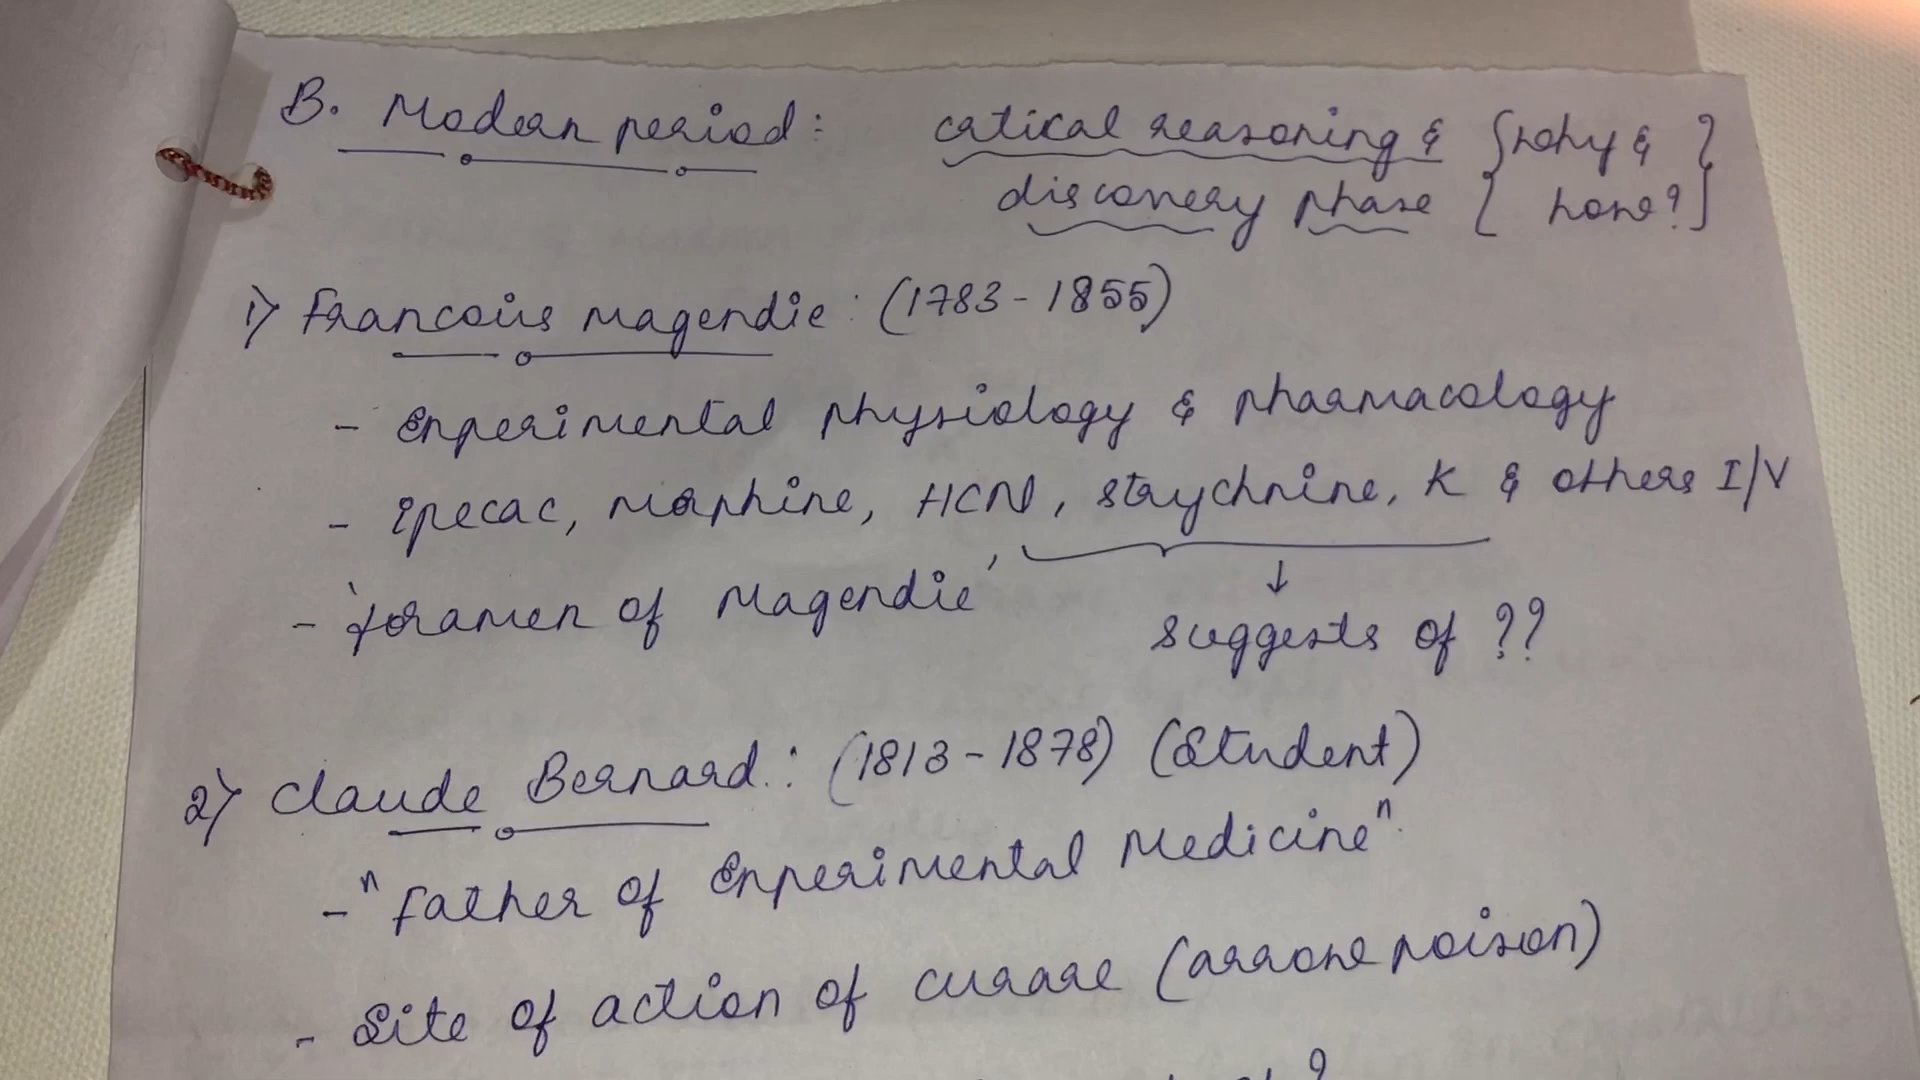 B. Modern period: critical reasoning & {why & }
discovery phase { how? }
1) Francois Magendie: (1783 - 1855)
- Experimental physiology & pharmacology
- Ipecac, Morphine, HCN, strychnine, K & others I/V
- 'foramen of Magendie' ↓
suggests of ??
2) Claude Bernard: (1813 - 1878) (Student)
- "Father of Experimental Medicine"
- Site of action of curare (arrow poison)